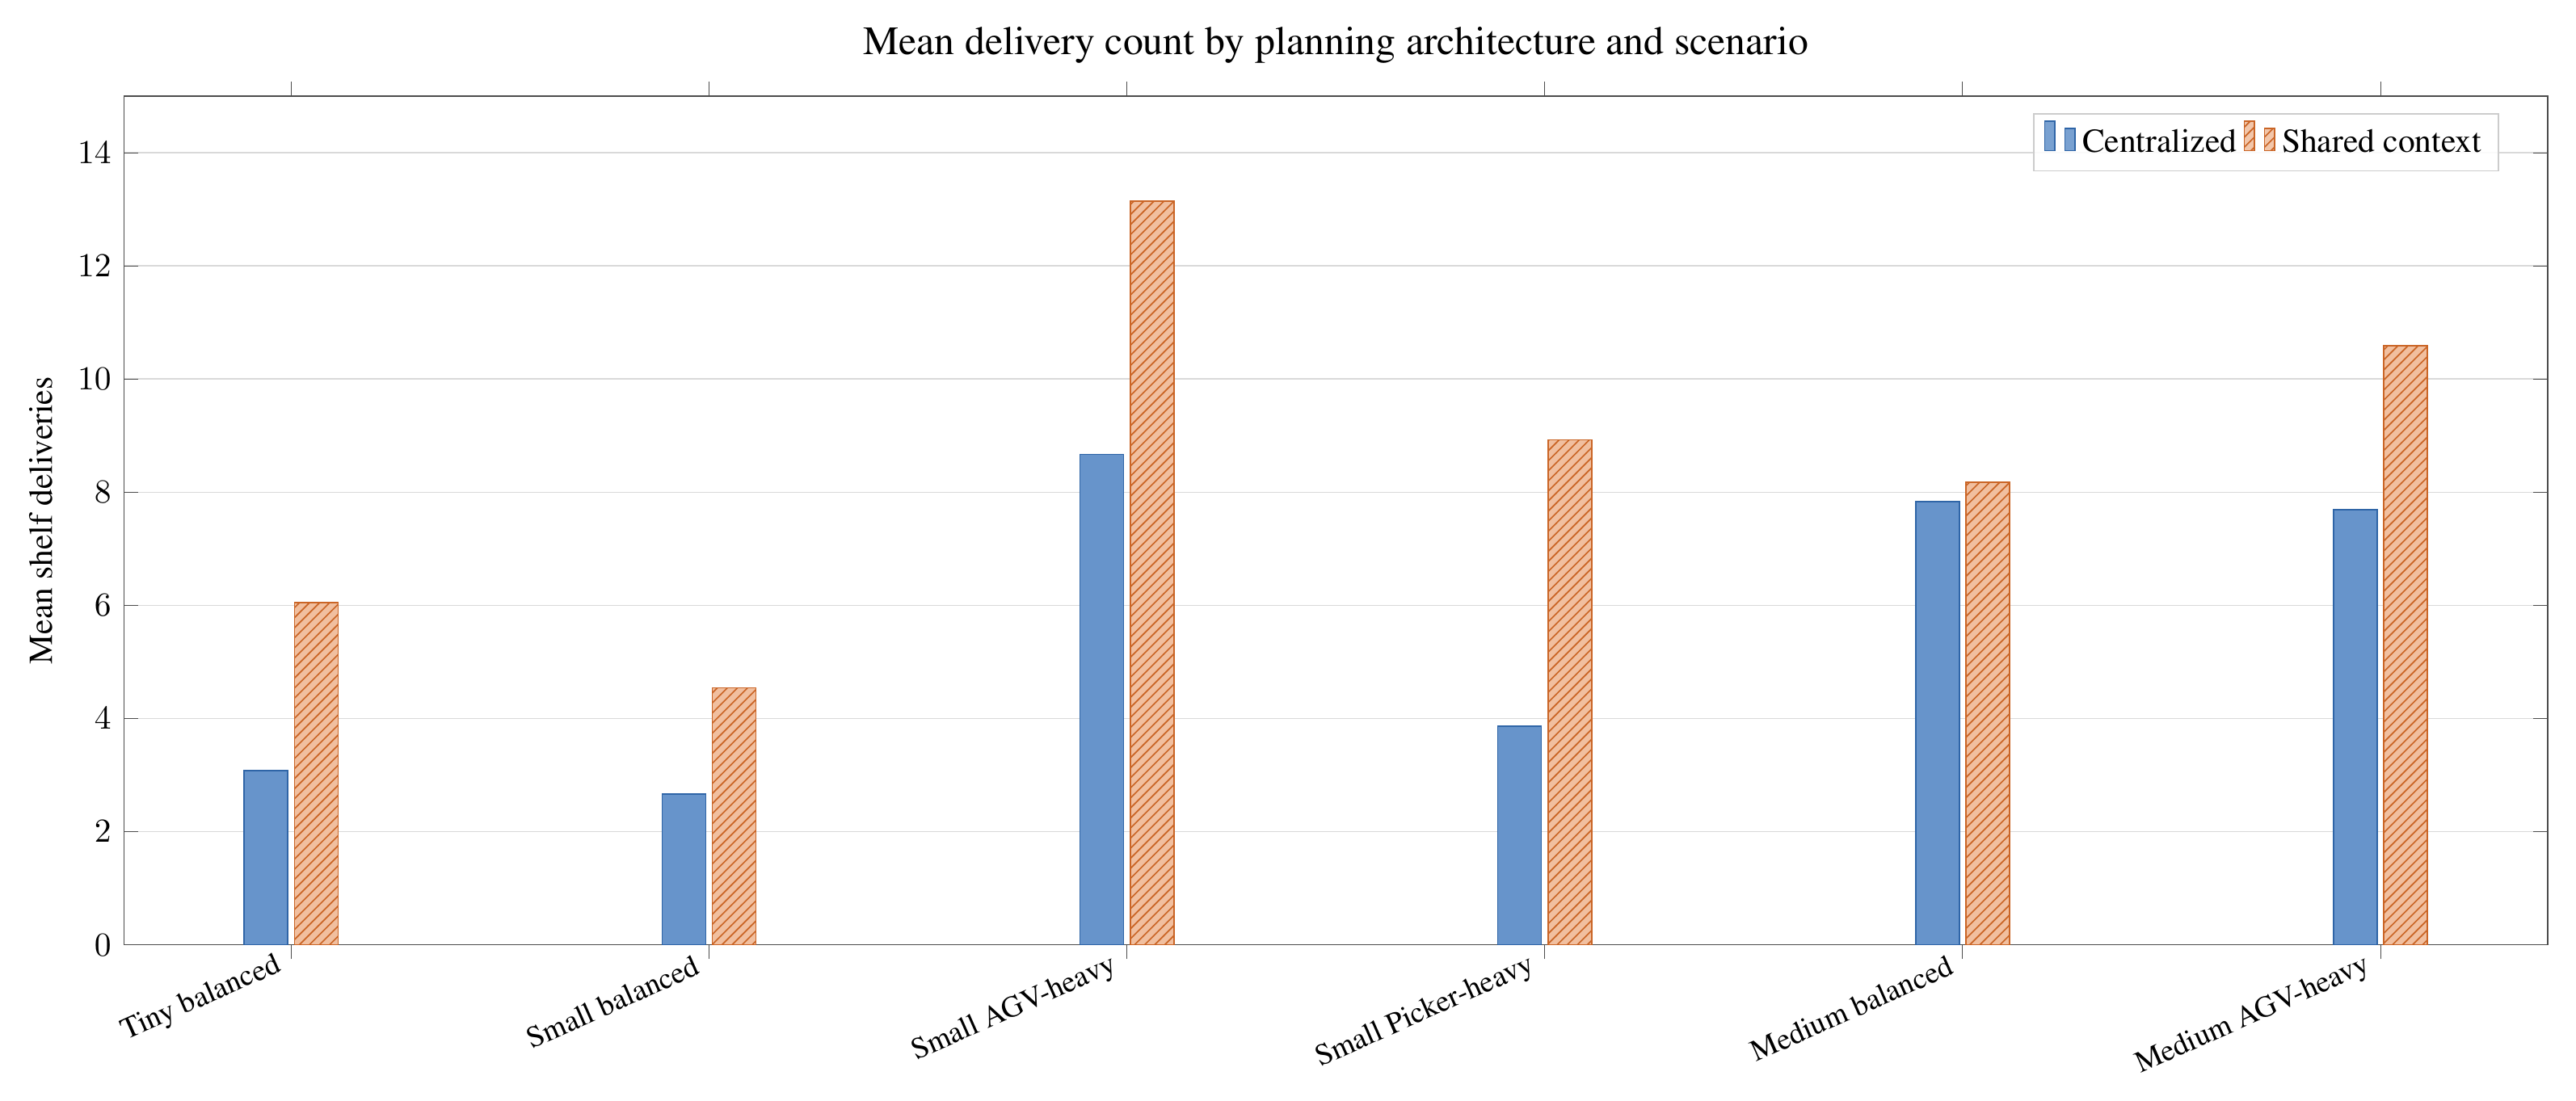 Mean delivery count by planning architecture and scenario
Centralized Shared context
Mean shelf deliveries
14
12
10
8
6
4
2
0
Tiny balanced
Small balanced
Small AGV-heavy
Small Picker-heavy
Medium balanced
Medium AGV-heavy